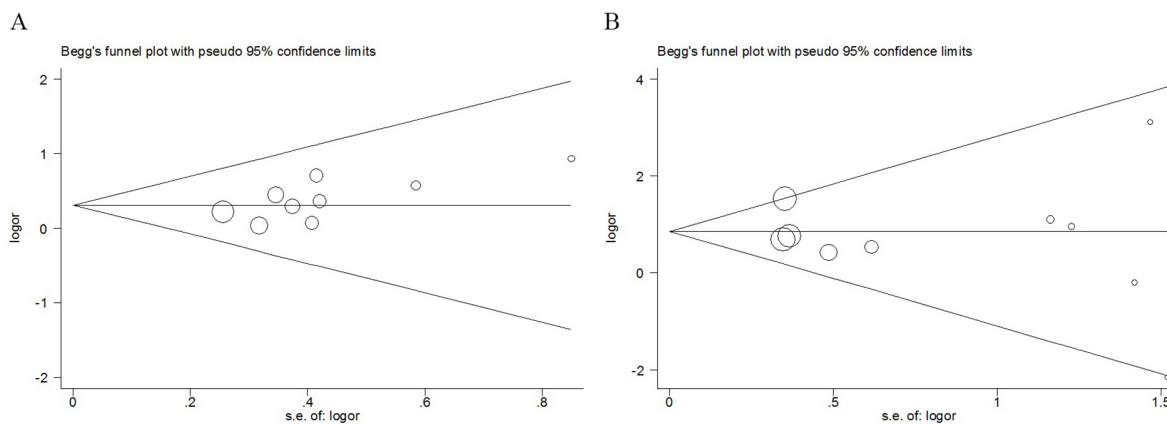 A
Begg's funnel plot with pseudo 95% confidence limits
2
1
0
-1
-2
logor
0
.2
.4
.6
.8
s.e. of: logor
B
Begg's funnel plot with pseudo 95% confidence limits
4
2
0
-2
logor
0
.5
1
1.5
s.e. of: logor